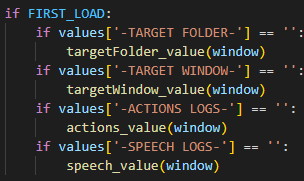 if FIRST_LOAD:
    if values['-TARGET FOLDER-'] == '':
        targetFolder_value(window)
    if values['-TARGET WINDOW-'] == '':
        targetWindow_value(window)
    if values['-ACTIONS LOGS-'] == '':
        actions_value(window)
    if values['-SPEECH LOGS-'] == '':
        speech_value(window)